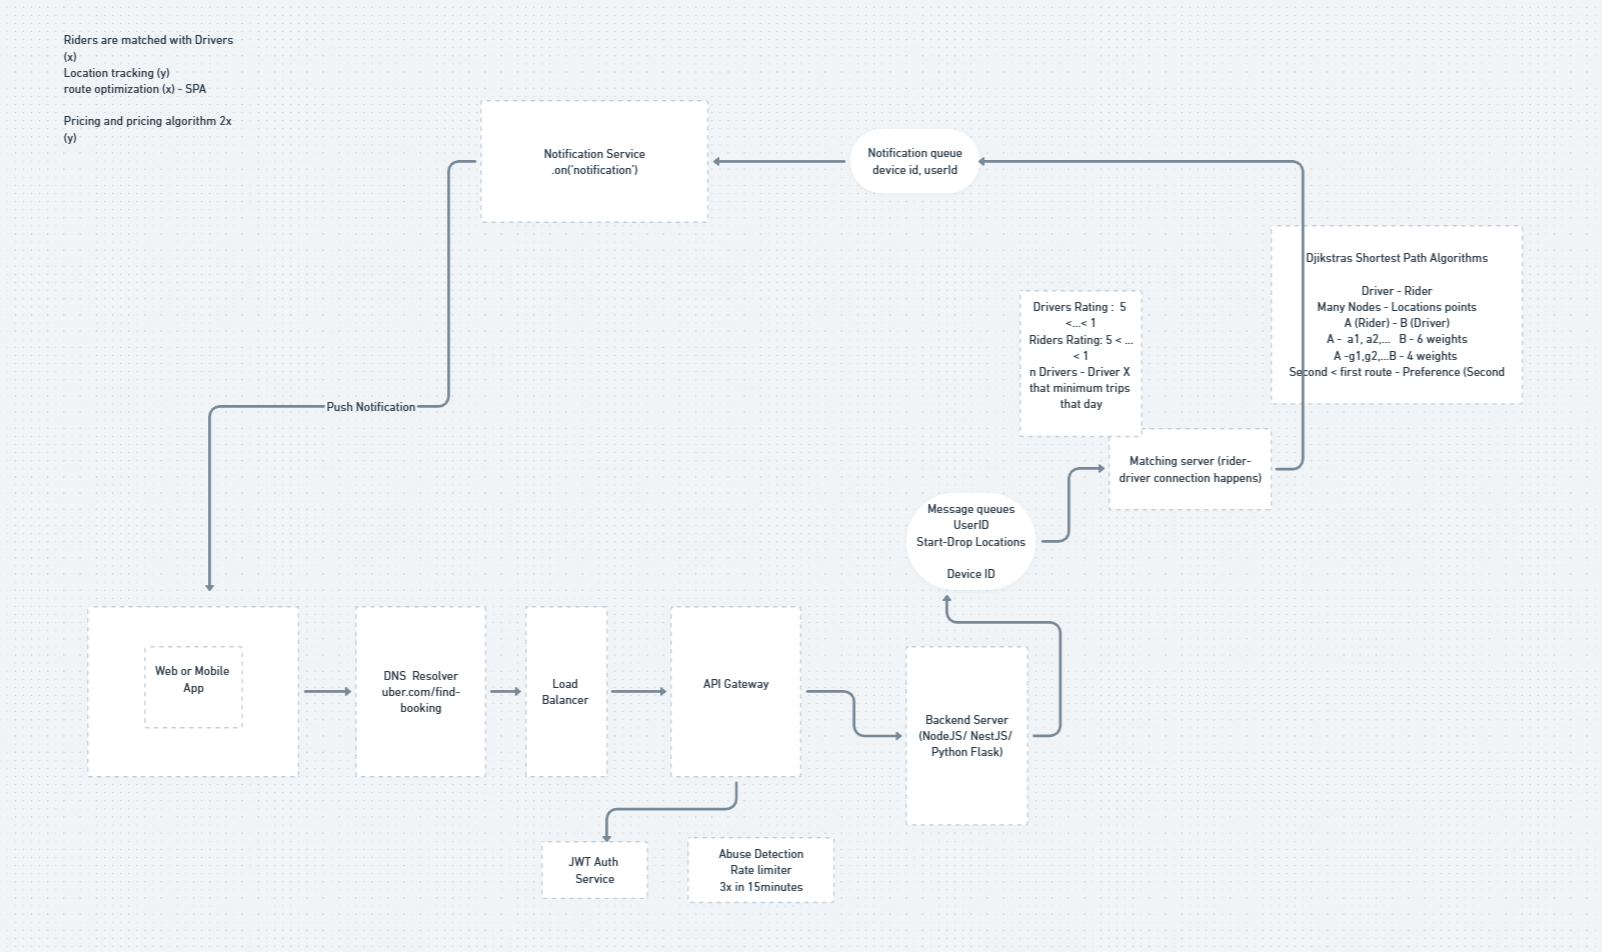 Riders are matched with Drivers
(x)
Location tracking (y)
route optimization (x) - SPA
Pricing and pricing algorithm 2x
(y)
Notification Service
.on('notification')
Notification queue
device id, userId
Djikstras Shortest Path Algorithms
Driver - Rider
Many Nodes - Locations points
A (Rider) - B (Driver)
A - a1, a2,... B - 6 weights
A -g1,g2,...B - 4 weights
Second < first route - Preference (Second
Drivers Rating : 5
<...< 1
Riders Rating: 5 < ...
< 1
n Drivers - Driver X
that minimum trips
that day
Push Notification
Matching server (rider-
driver connection happens)
Message queues
UserID
Start-Drop Locations
Device ID
Web or Mobile
App
DNS Resolver
uber.com/find-
booking
Load
Balancer
API Gateway
Backend Server
(NodeJS/ NestJS/
Python Flask)
JWT Auth
Service
Abuse Detection
Rate limiter
3x in 15minutes